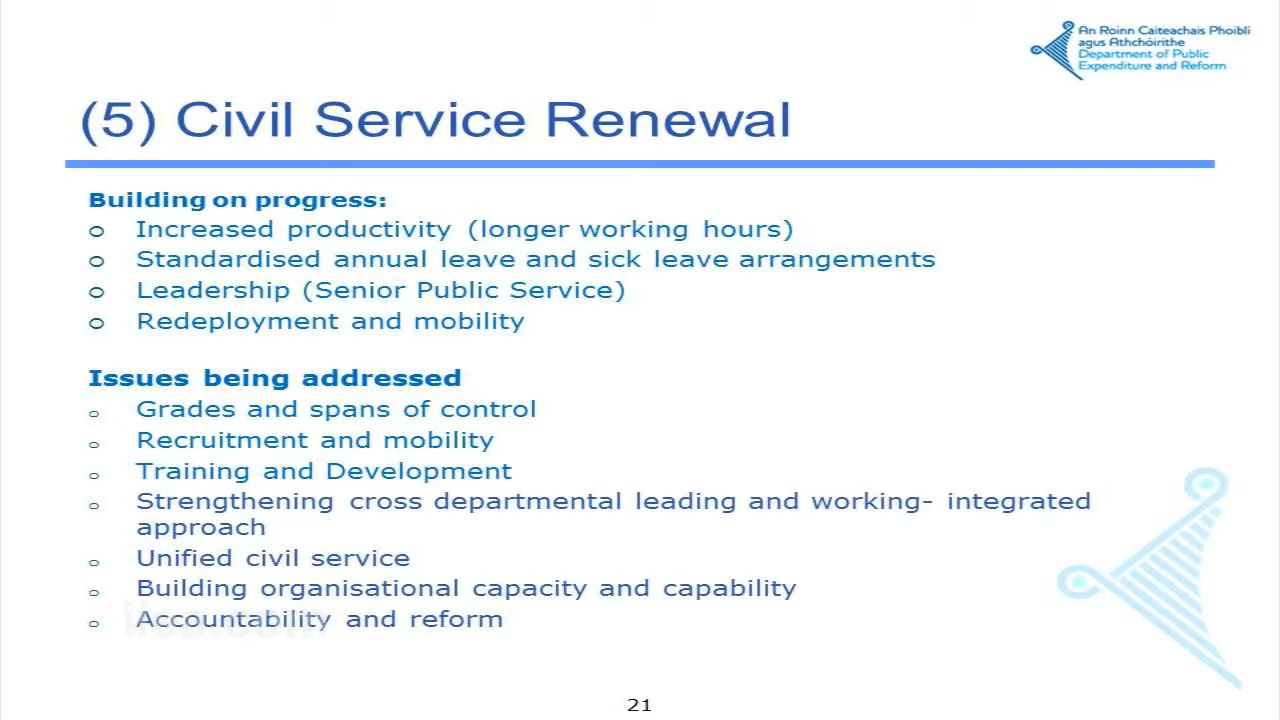 An Roinn Caiteachais Phoiblí
agus Athchóirithe
Department of Public
Expenditure and Reform
(5) Civil Service Renewal
Building on progress:
o Increased productivity (longer working hours)
o Standardised annual leave and sick leave arrangements
o Leadership (Senior Public Service)
o Redeployment and mobility
Issues being addressed
o Grades and spans of control
o Recruitment and mobility
o Training and Development
o Strengthening cross departmental leading and working- integrated
approach
o Unified civil service
o Building organisational capacity and capability
o Accountability and reform
21